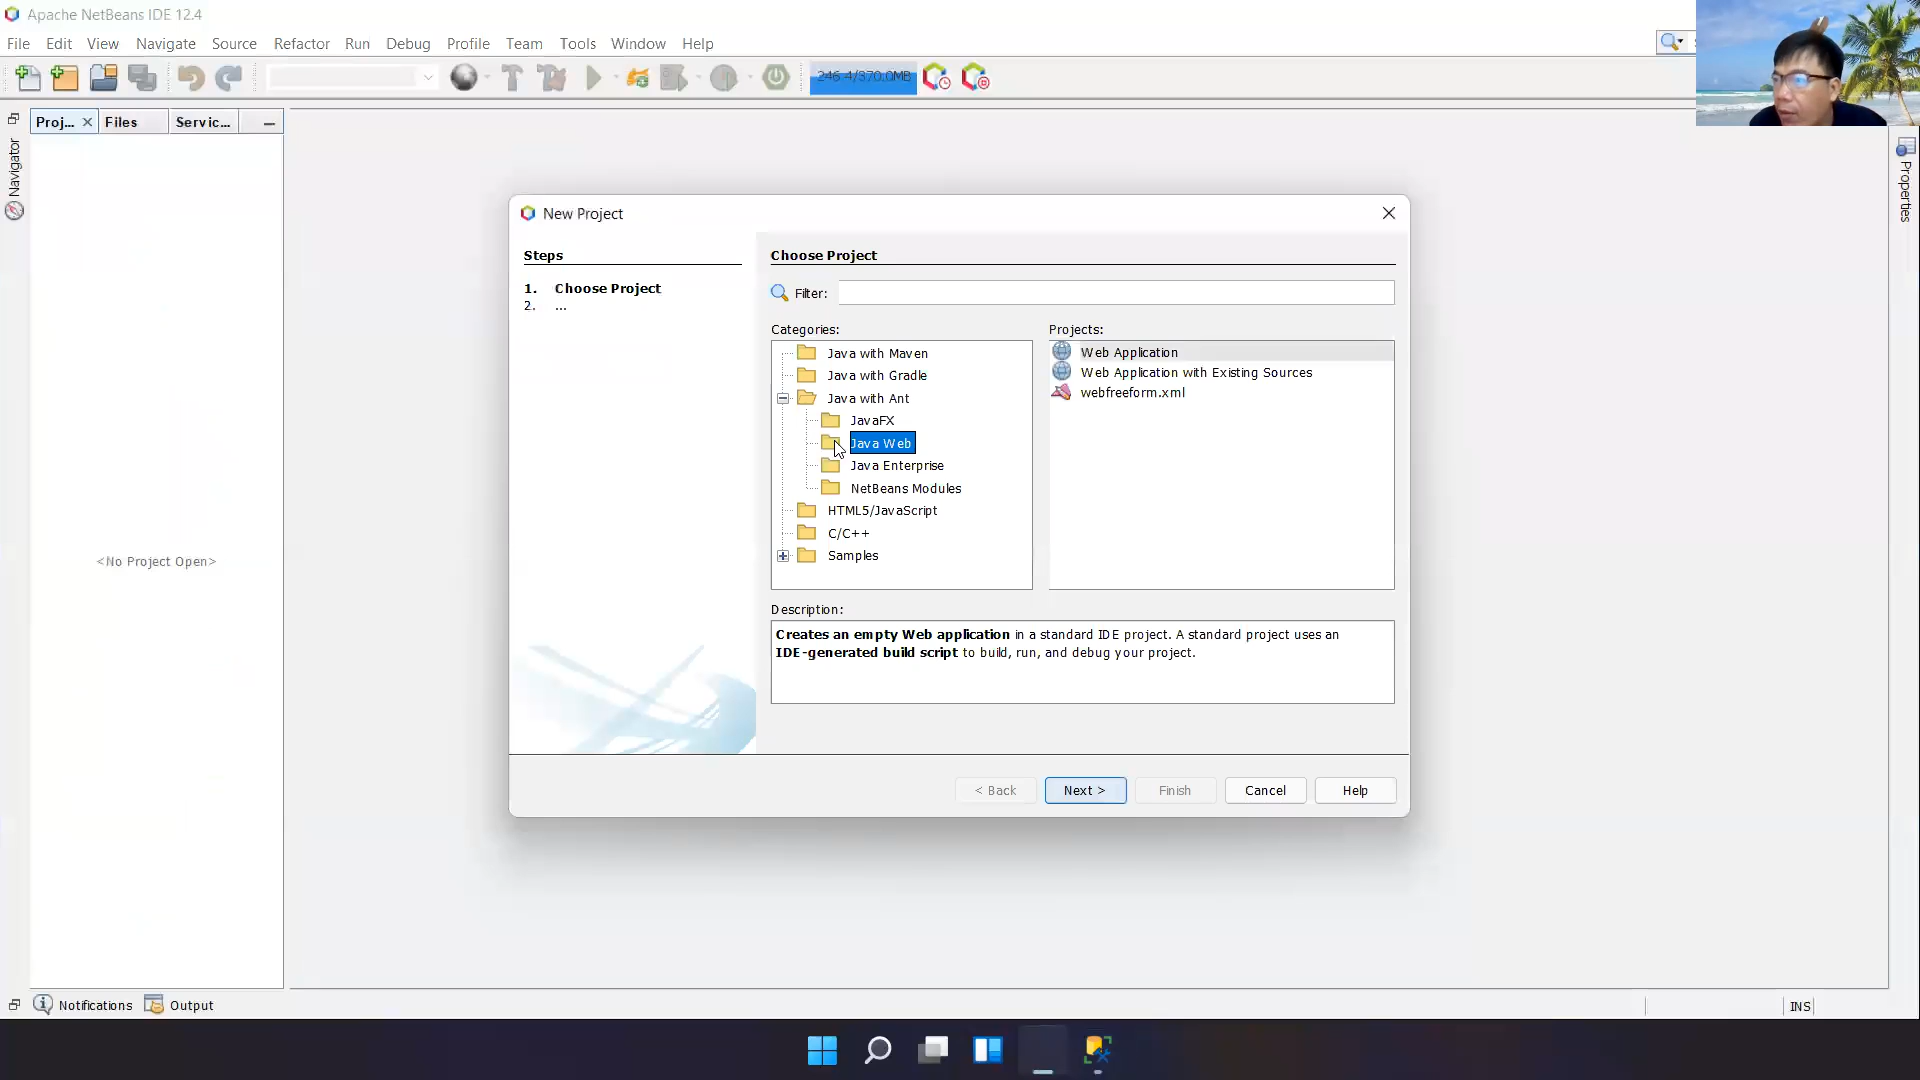 Apache NetBeans IDE 12.4
File Edit View Navigate Source Refactor Run Debug Profile Team Tools Window Help
246.4/370.0MB
Proj... Files Servic...
Navigator
Properties
<No Project Open>
New Project
Steps
1. Choose Project
2. ...
Choose Project
Filter:
Categories:
Java with Maven
Java with Gradle
Java with Ant
JavaFX
Java Web
Java Enterprise
NetBeans Modules
HTML5/JavaScript
C/C++
Samples
Projects:
Web Application
Web Application with Existing Sources
webfreeform.xml
Description:
Creates an empty Web application in a standard IDE project. A standard project uses an
IDE-generated build script to build, run, and debug your project.
< Back Next > Finish Cancel Help
Notifications Output
INS